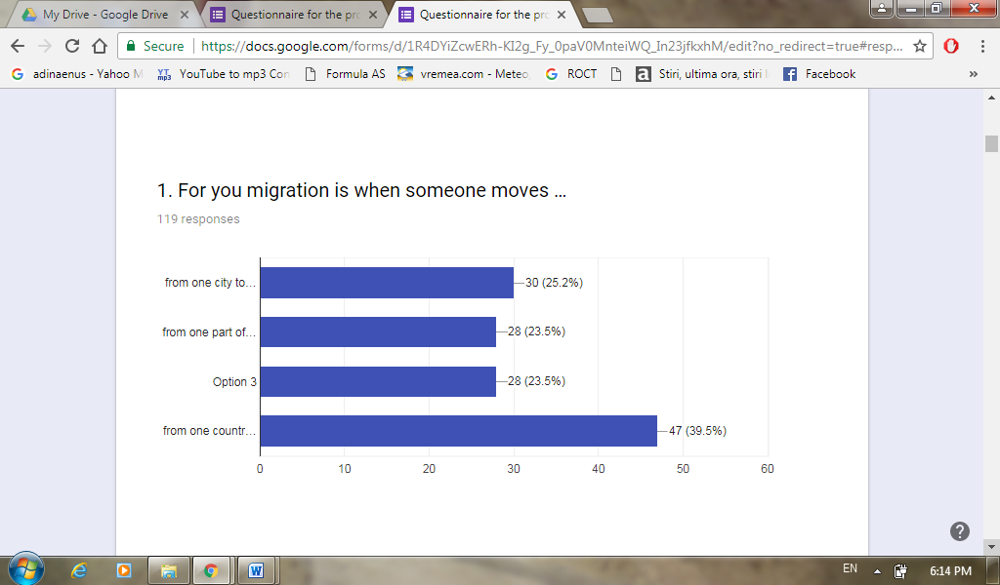 My Drive - Google Drive
Questionnaire for the pro
Questionnaire for the pro
Secure
https://docs.google.com/forms/d/1R4DYiZcwERh-KI2g_Fy_0paV0MnteiWQ_In23jfkxhM/edit?no_redirect=true#resp...
adinaenus - Yahoo M
YouTube to mp3 Con
Formula AS
vremea.com - Meteo
ROCT
Stiri, ultima ora, stiri
Facebook
1. For you migration is when someone moves ...
119 responses
from one city to...
30 (25.2%)
from one part of...
28 (23.5%)
Option 3
28 (23.5%)
from one countr...
47 (39.5%)
0 10 20 30 40 50 60
EN
6:14 PM